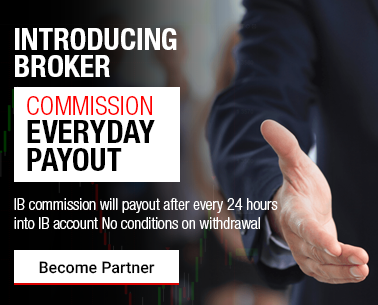 INTRODUCING
BROKER
COMMISSION
EVERYDAY
PAYOUT
IB commission will payout after every 24 hours
into IB account No conditions on withdrawal
Become Partner